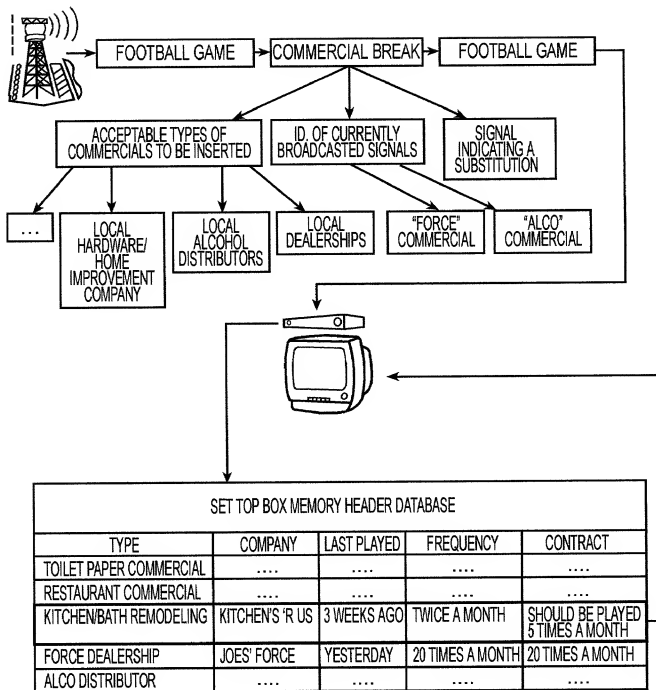 FOOTBALL GAME
COMMERCIAL BREAK
FOOTBALL GAME
ACCEPTABLE TYPES OF
COMMERCIALS TO BE INSERTED
ID. OF CURRENTLY
BROADCASTED SIGNALS
SIGNAL
INDICATING A
SUBSTITUTION
...
LOCAL
HARDWARE/
HOME
IMPROVEMENT
COMPANY
LOCAL
ALCOHOL
DISTRIBUTORS
LOCAL
DEALERSHIPS
"FORCE"
COMMERCIAL
"ALCO"
COMMERCIAL
SET TOP BOX MEMORY HEADER DATABASE
TYPE COMPANY LAST PLAYED FREQUENCY CONTRACT
TOILET PAPER COMMERCIAL .... .... .... ....
RESTAURANT COMMERCIAL .... .... .... ....
KITCHEN/BATH REMODELING KITCHEN'S 'R US 3 WEEKS AGO TWICE A MONTH SHOULD BE PLAYED
5 TIMES A MONTH
FORCE DEALERSHIP JOES' FORCE YESTERDAY 20 TIMES A MONTH 20 TIMES A MONTH
ALCO DISTRIBUTOR .... .... .... ....